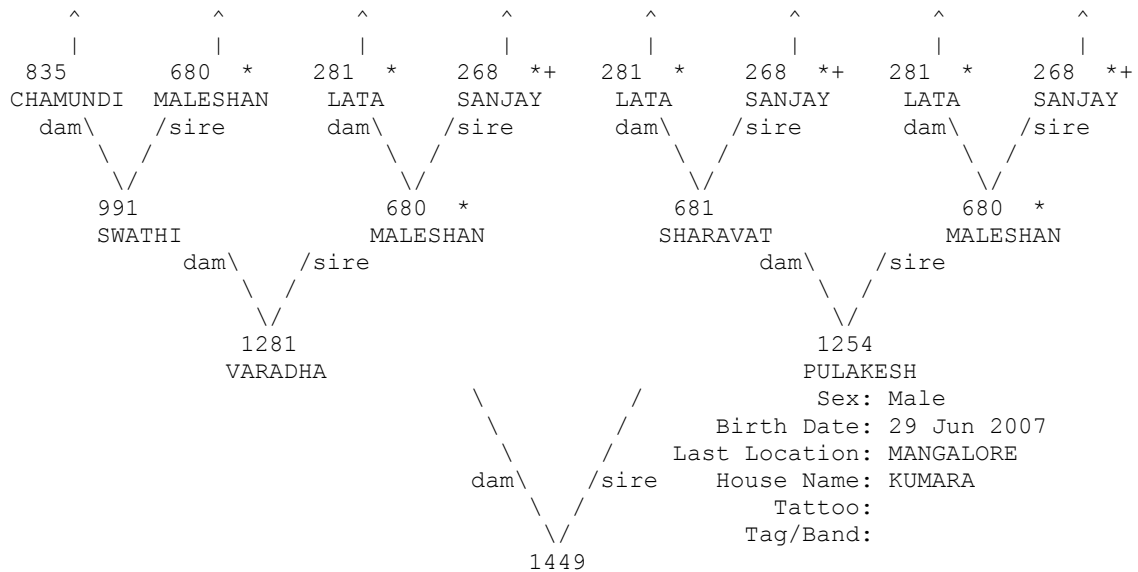 ^ ^ ^ ^ ^ ^ ^ ^
| | | | | | | |
835 680 * 281 * 268 *+ 281 * 268 *+ 281 * 268 *+
CHAMUNDI MALESHAN LATA SANJAY LATA SANJAY LATA SANJAY
dam\ /sire dam\ /sire dam\ /sire dam\ /sire
\ / \ / \ / \ /
\/ \/ \/ \/
991 680 * 681 680 *
SWATHI MALESHAN SHARAVAT MALESHAN
dam\ /sire dam\ /sire
\ / \ /
\/ \/
1281 1254
VARADHA PULAKESH
\ / Sex: Male
\ / Birth Date: 29 Jun 2007
\ / Last Location: MANGALORE
dam\ /sire House Name: KUMARA
\ / Tattoo:
\/ Tag/Band:
1449